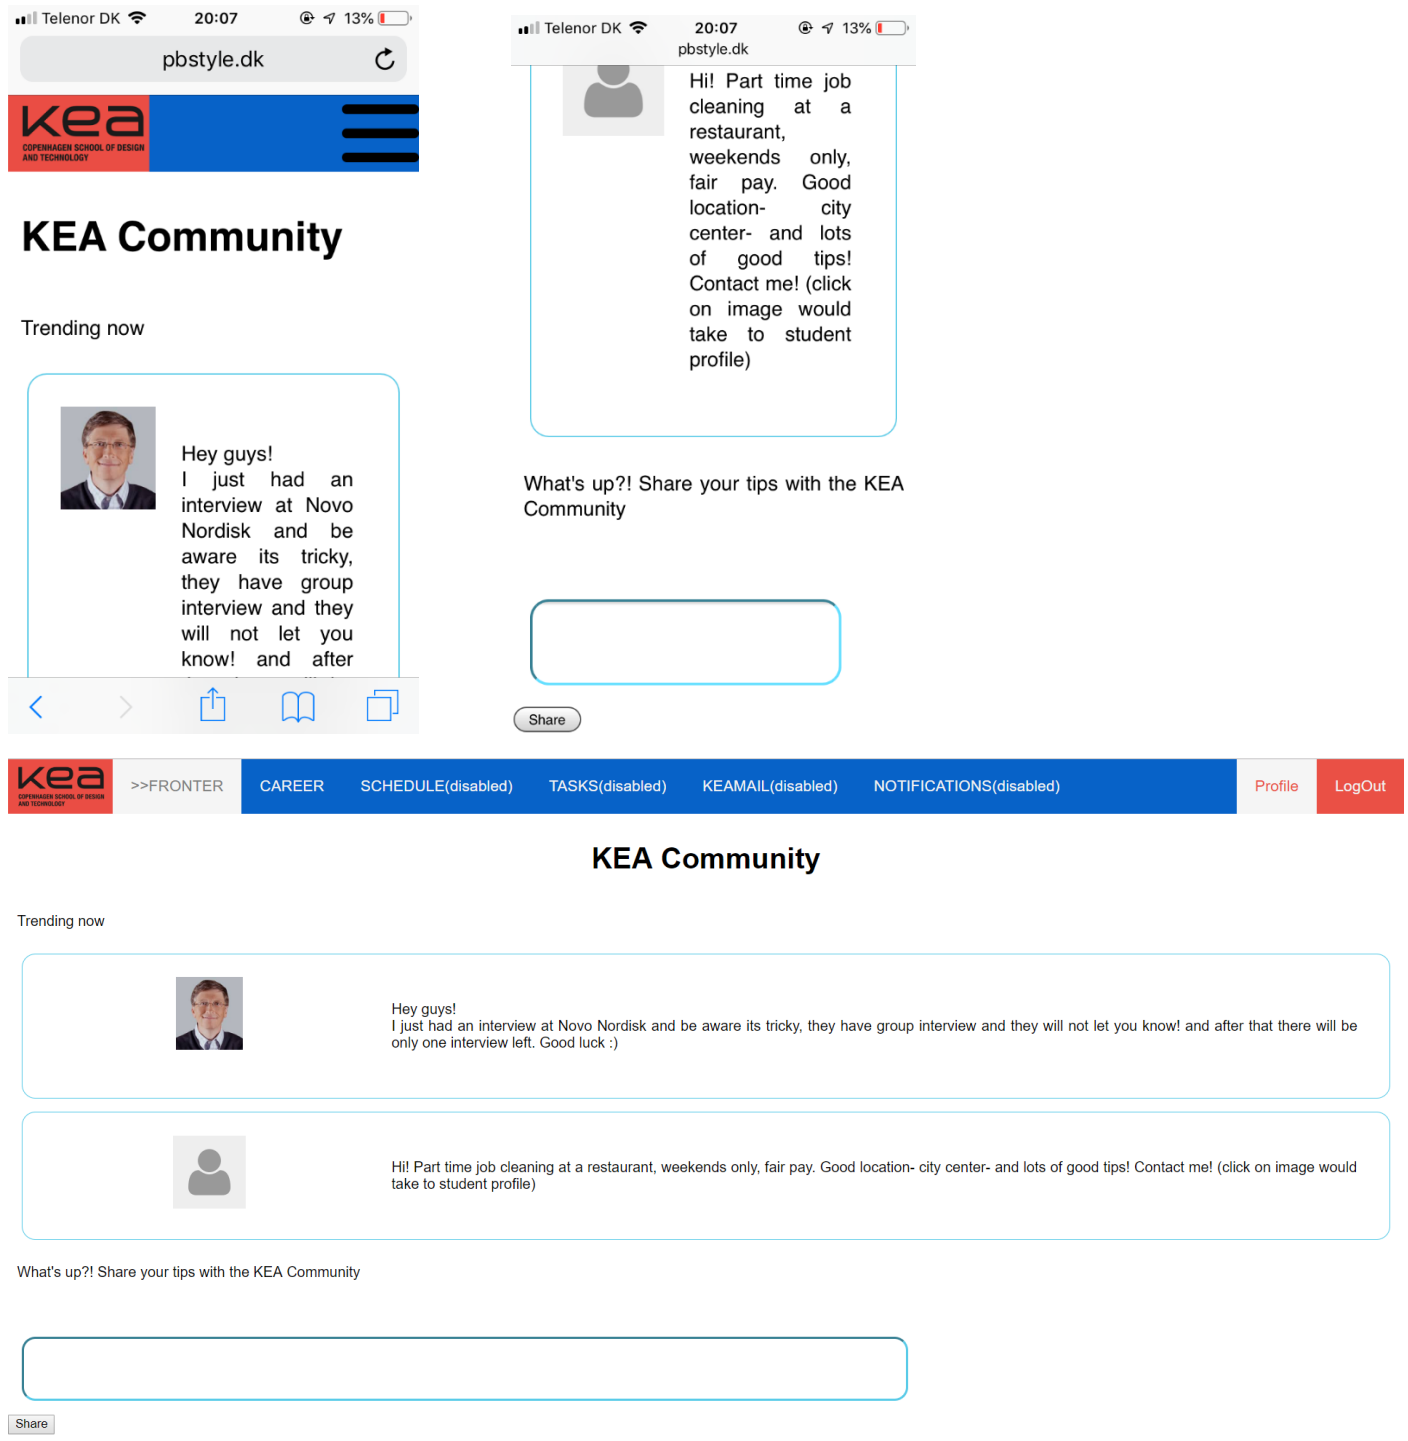 Telenor DK 20:07 13%
pbstyle.dk
kea
COPENHAGEN SCHOOL OF DESIGN
AND TECHNOLOGY
KEA Community
Trending now
Hey guys!
I just had an
interview at Novo
Nordisk and be
aware its tricky,
they have group
interview and they
will not let you
know! and after
Telenor DK 20:07 13%
pbstyle.dk
Hi! Part time job
cleaning at a
restaurant,
weekends only,
fair pay. Good
location- city
center- and lots
of good tips!
Contact me! (click
on image would
take to student
profile)
What's up?! Share your tips with the KEA
Community
Share
kea
COPENHAGEN SCHOOL OF DESIGN
AND TECHNOLOGY
>>FRONTER CAREER SCHEDULE(disabled) TASKS(disabled) KEAMAIL(disabled) NOTIFICATIONS(disabled) Profile LogOut
KEA Community
Trending now
Hey guys!
I just had an interview at Novo Nordisk and be aware its tricky, they have group interview and they will not let you know! and after that there will be
only one interview left. Good luck :)
Hi! Part time job cleaning at a restaurant, weekends only, fair pay. Good location- city center- and lots of good tips! Contact me! (click on image would
take to student profile)
What's up?! Share your tips with the KEA Community
Share